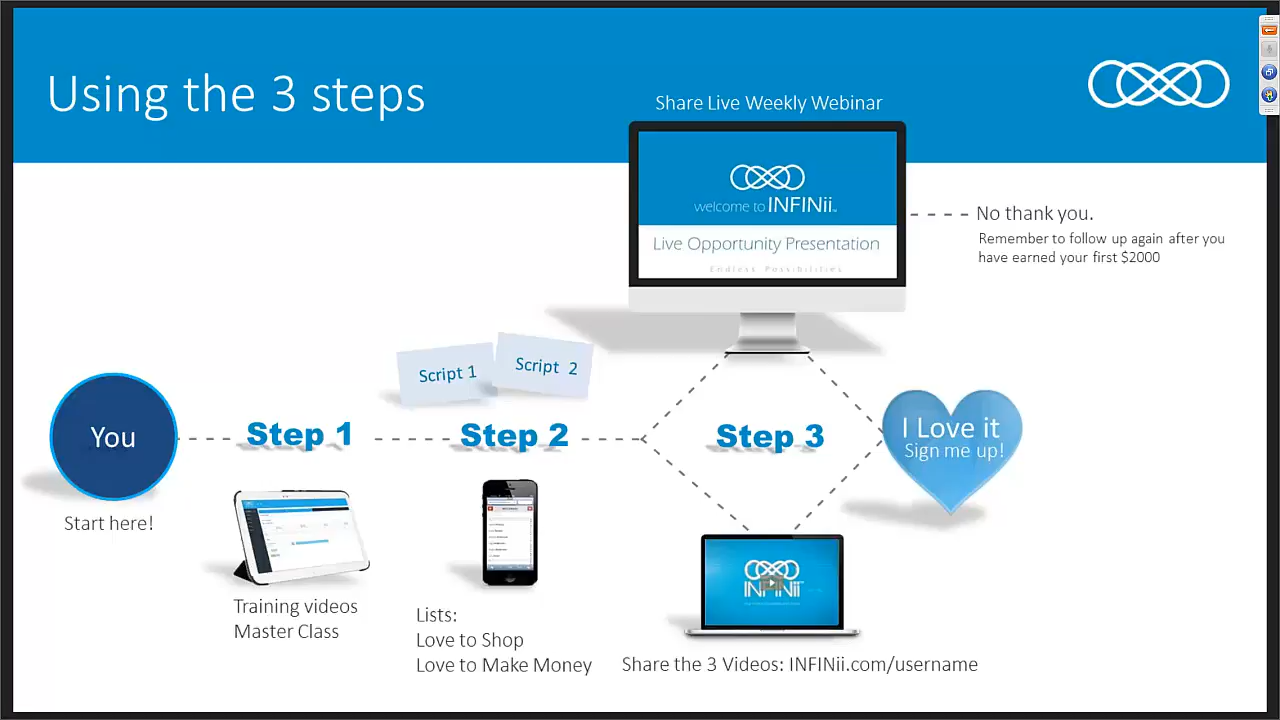 Using the 3 steps
Share Live Weekly Webinar
welcome to INFINii
Live Opportunity Presentation
Endless Possibilities
No thank you.
Remember to follow up again after you
have earned your first $2000
Script 1
Script 2
You
Start here!
Step 1
Step 2
Step 3
I Love it
Sign me up!
Training videos
Master Class
Lists:
Love to Shop
Love to Make Money
INFINii
Share the 3 Videos: INFINii.com/username